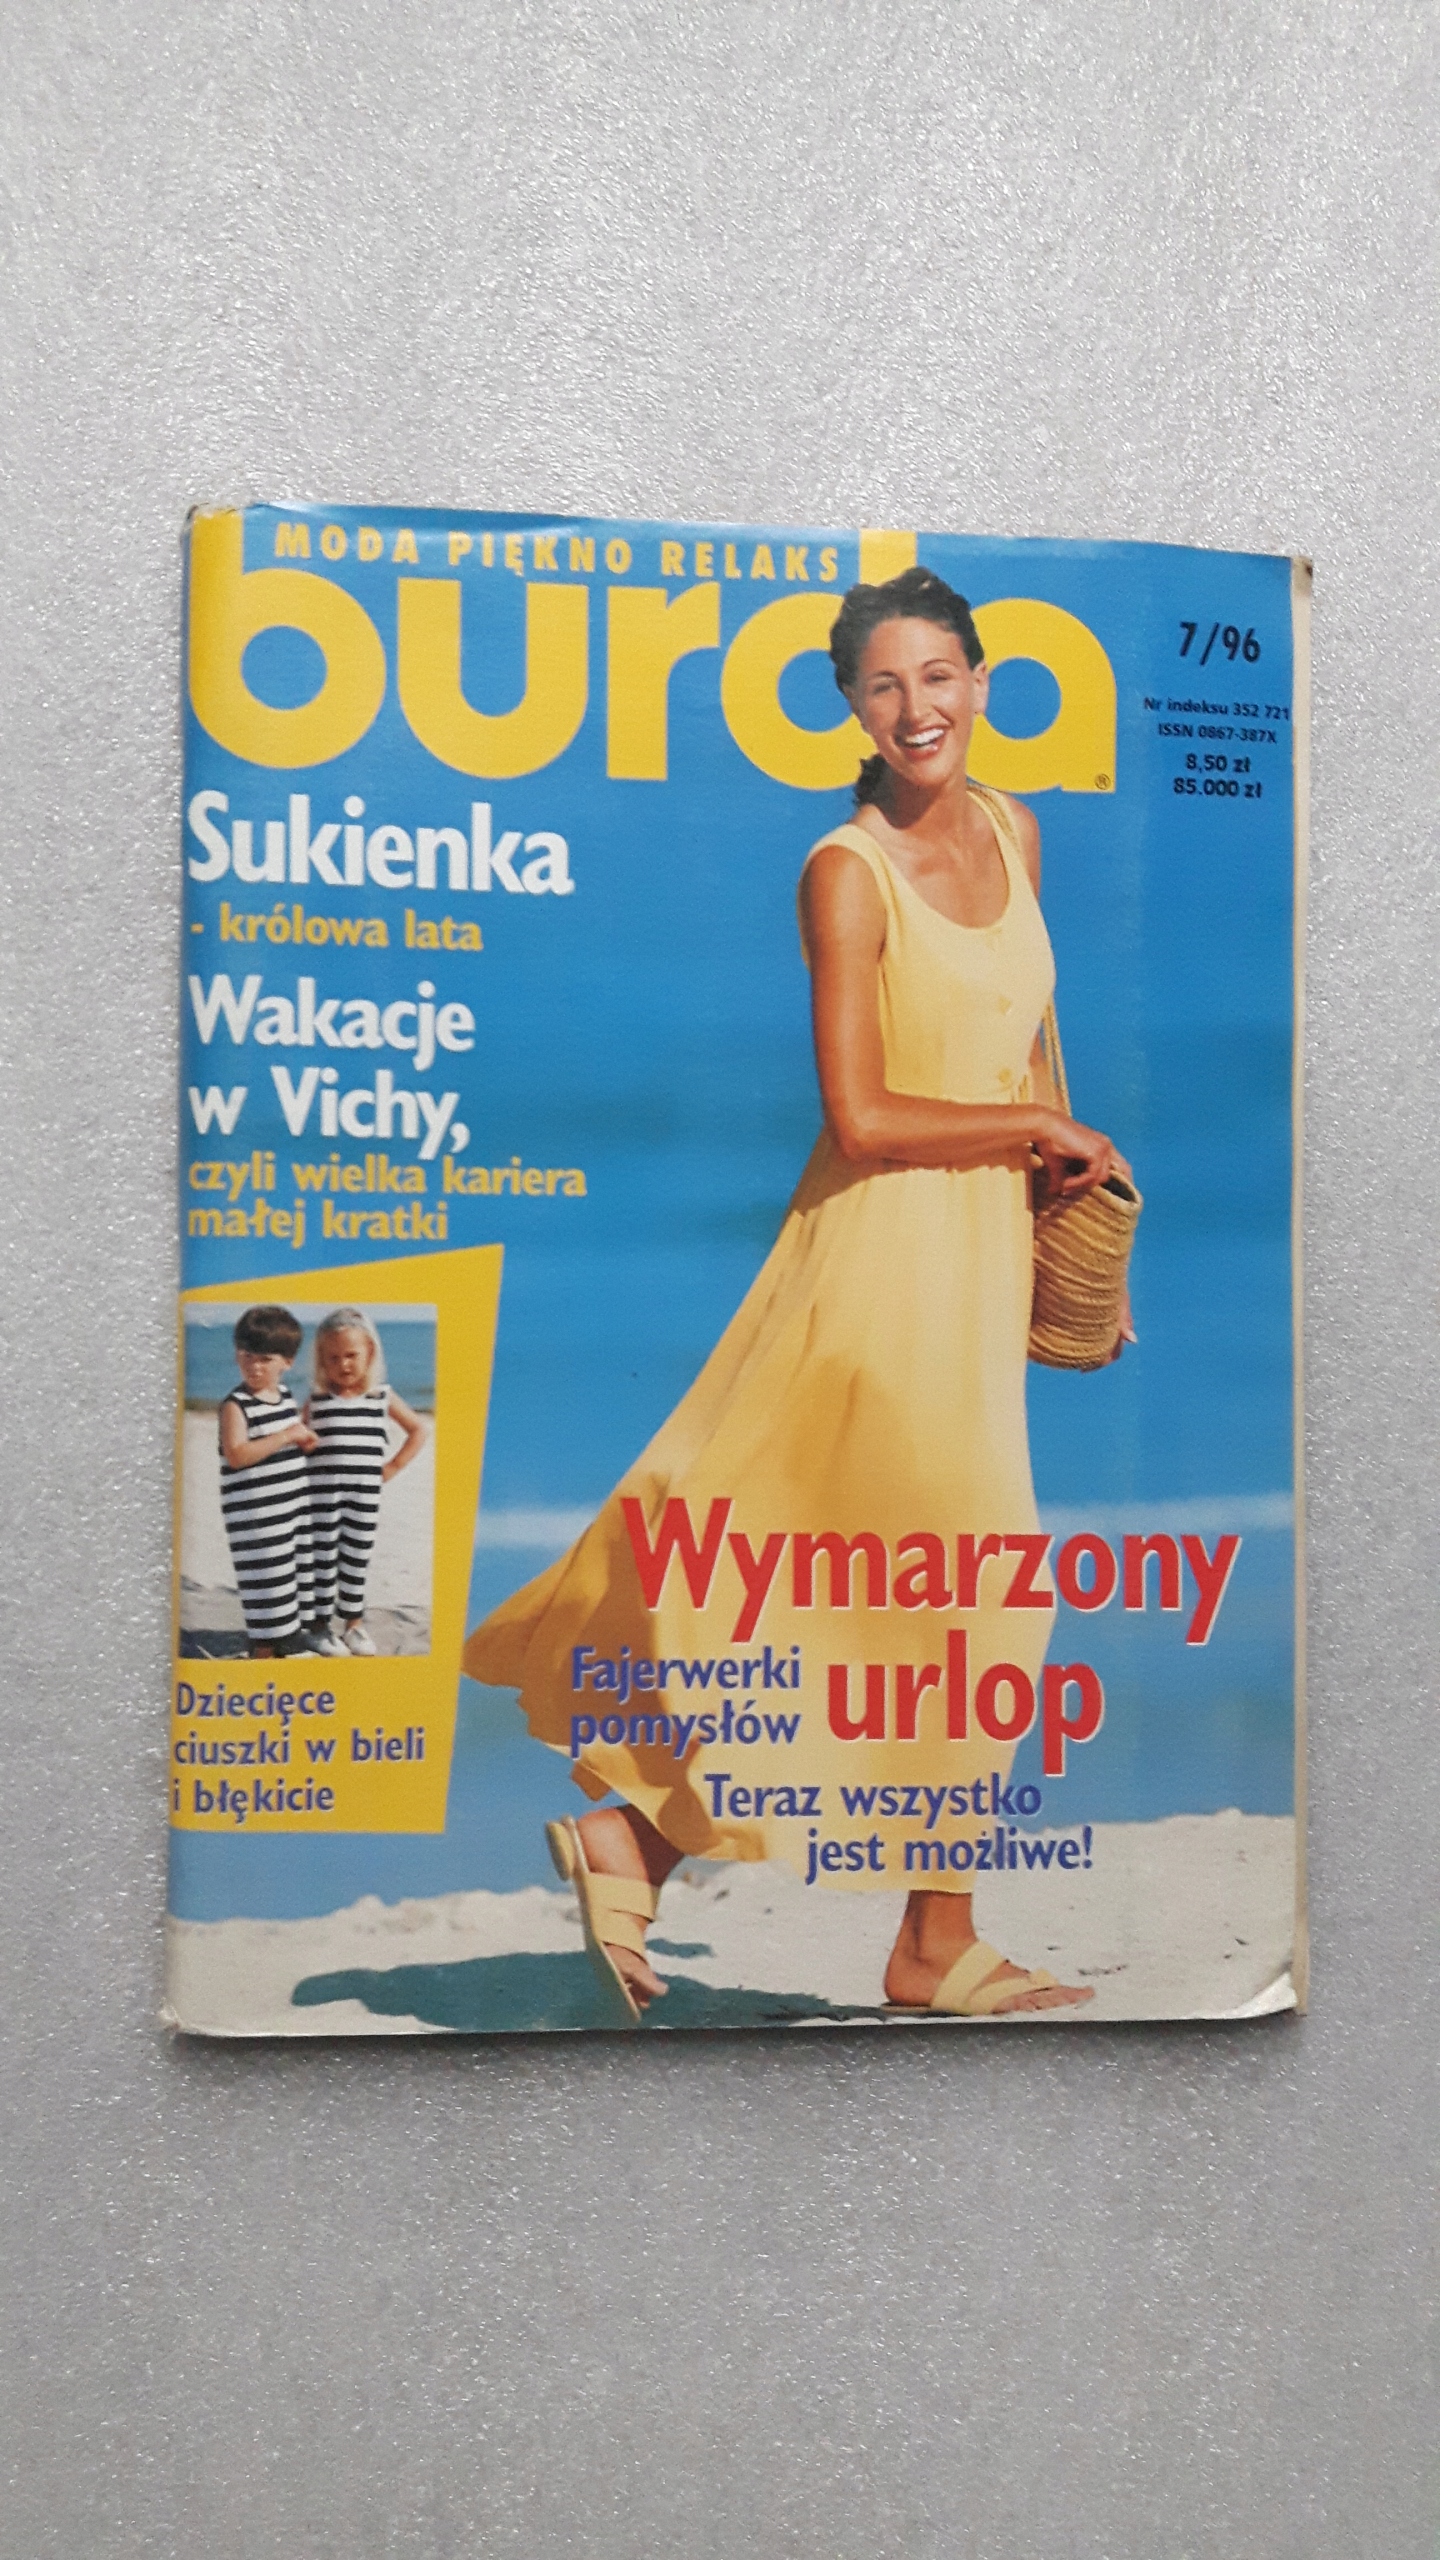 MODA PIĘKNO RELAKS
burda
®
7/96
Nr indeksu 352 721
ISSN 0867-387X
8,50 zł
85.000 zł
Sukienka
- królowa lata
Wakacje
w Vichy,
czyli wielka kariera
małej kratki
Dziecięce
ciuszki w bieli
i błękicie
Wymarzony
urlop
Fajerwerki
pomysłów
Teraz wszystko
jest możliwe!